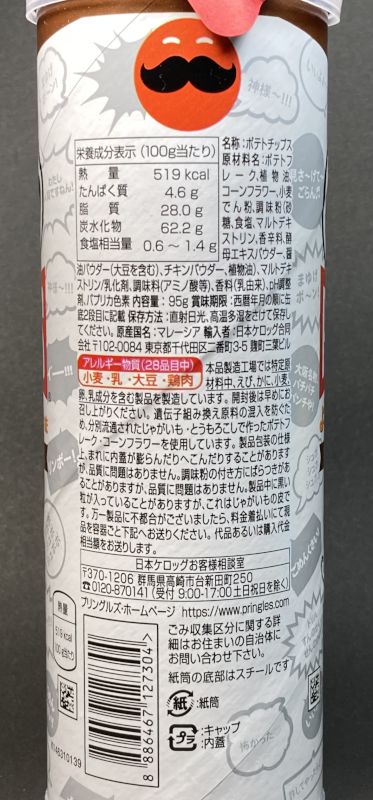 神様～!!!
栄養成分表示 (100g当たり)
熱量 519 kcal
たんぱく質 4.6 g
脂質 28.0 g
炭水化物 62.2 g
食塩相当量 0.6～1.4 g
名称:ポテトチップス
原材料名:ポテトフ
レーク,植物油,
コーンフラワー,小麦
でん粉,調味料(砂
糖,食塩,マルトデキ
ストリン,香辛料,酵
母エキスパウダー,醤
油パウダー(大豆を含む),チキンパウダー,植物油),マルトデキ
ストリン/乳化剤,調味料(アミノ酸等),香料(乳由来),pH調整
剤,パプリカ色素 内容量:95g 賞味期限:西暦年月の順に缶
底2段目に記載 保存方法:直射日光,高温多湿をさけて保存し
てください。原産国名:マレーシア 輸入者:日本ケロッグ合同
会社 〒102-0084 東京都千代田区二番町3-5 麹町三葉ビル
アレルギー物質(28品目中)
小麦・乳・大豆・鶏肉
本品製造工場では特定原
材料中、えび、かに、小麦、
卵、乳成分を含む製品を製造しています。開封後は早めにお
召し上がりください。遺伝子組み換え原料の混入を防ぐた
め、分別流通されたじゃがいも・とうもろこしで作ったポテトフ
レーク・コーンフラワーを使用しています。製品包装の仕様
上、まれに内蓋が膨らんだりへこんだりすることがあります
が、品質に問題はありません。調味料の付き方にばらつきがあ
ることがありますが、品質に問題はありません。製品中に黒い
粒が入っていることがありますが、これはじゃがいもの皮で
す。万一製品に不都合がございましたら、料金着払いにて現
品を容器ごと下記へお送りください。代品あるいは購入代金
相当額をお送りします。
日本ケロッグお客様相談室
〒370-1206 群馬県高崎市台新田町250
☎0120-870141 (受付 9:00-17:00土日祝日を除く)
プリングルズ・ホームページ https://www.pringles.com
熱量
519 kcal
100g当たり
8 886467 127304
ごみ収集区分に関する詳
細はお住まいの自治体に
お問い合わせ下さい。
紙筒の底部はスチールです
紙 :紙筒
プラ :キャップ
:内蓋
怖かった